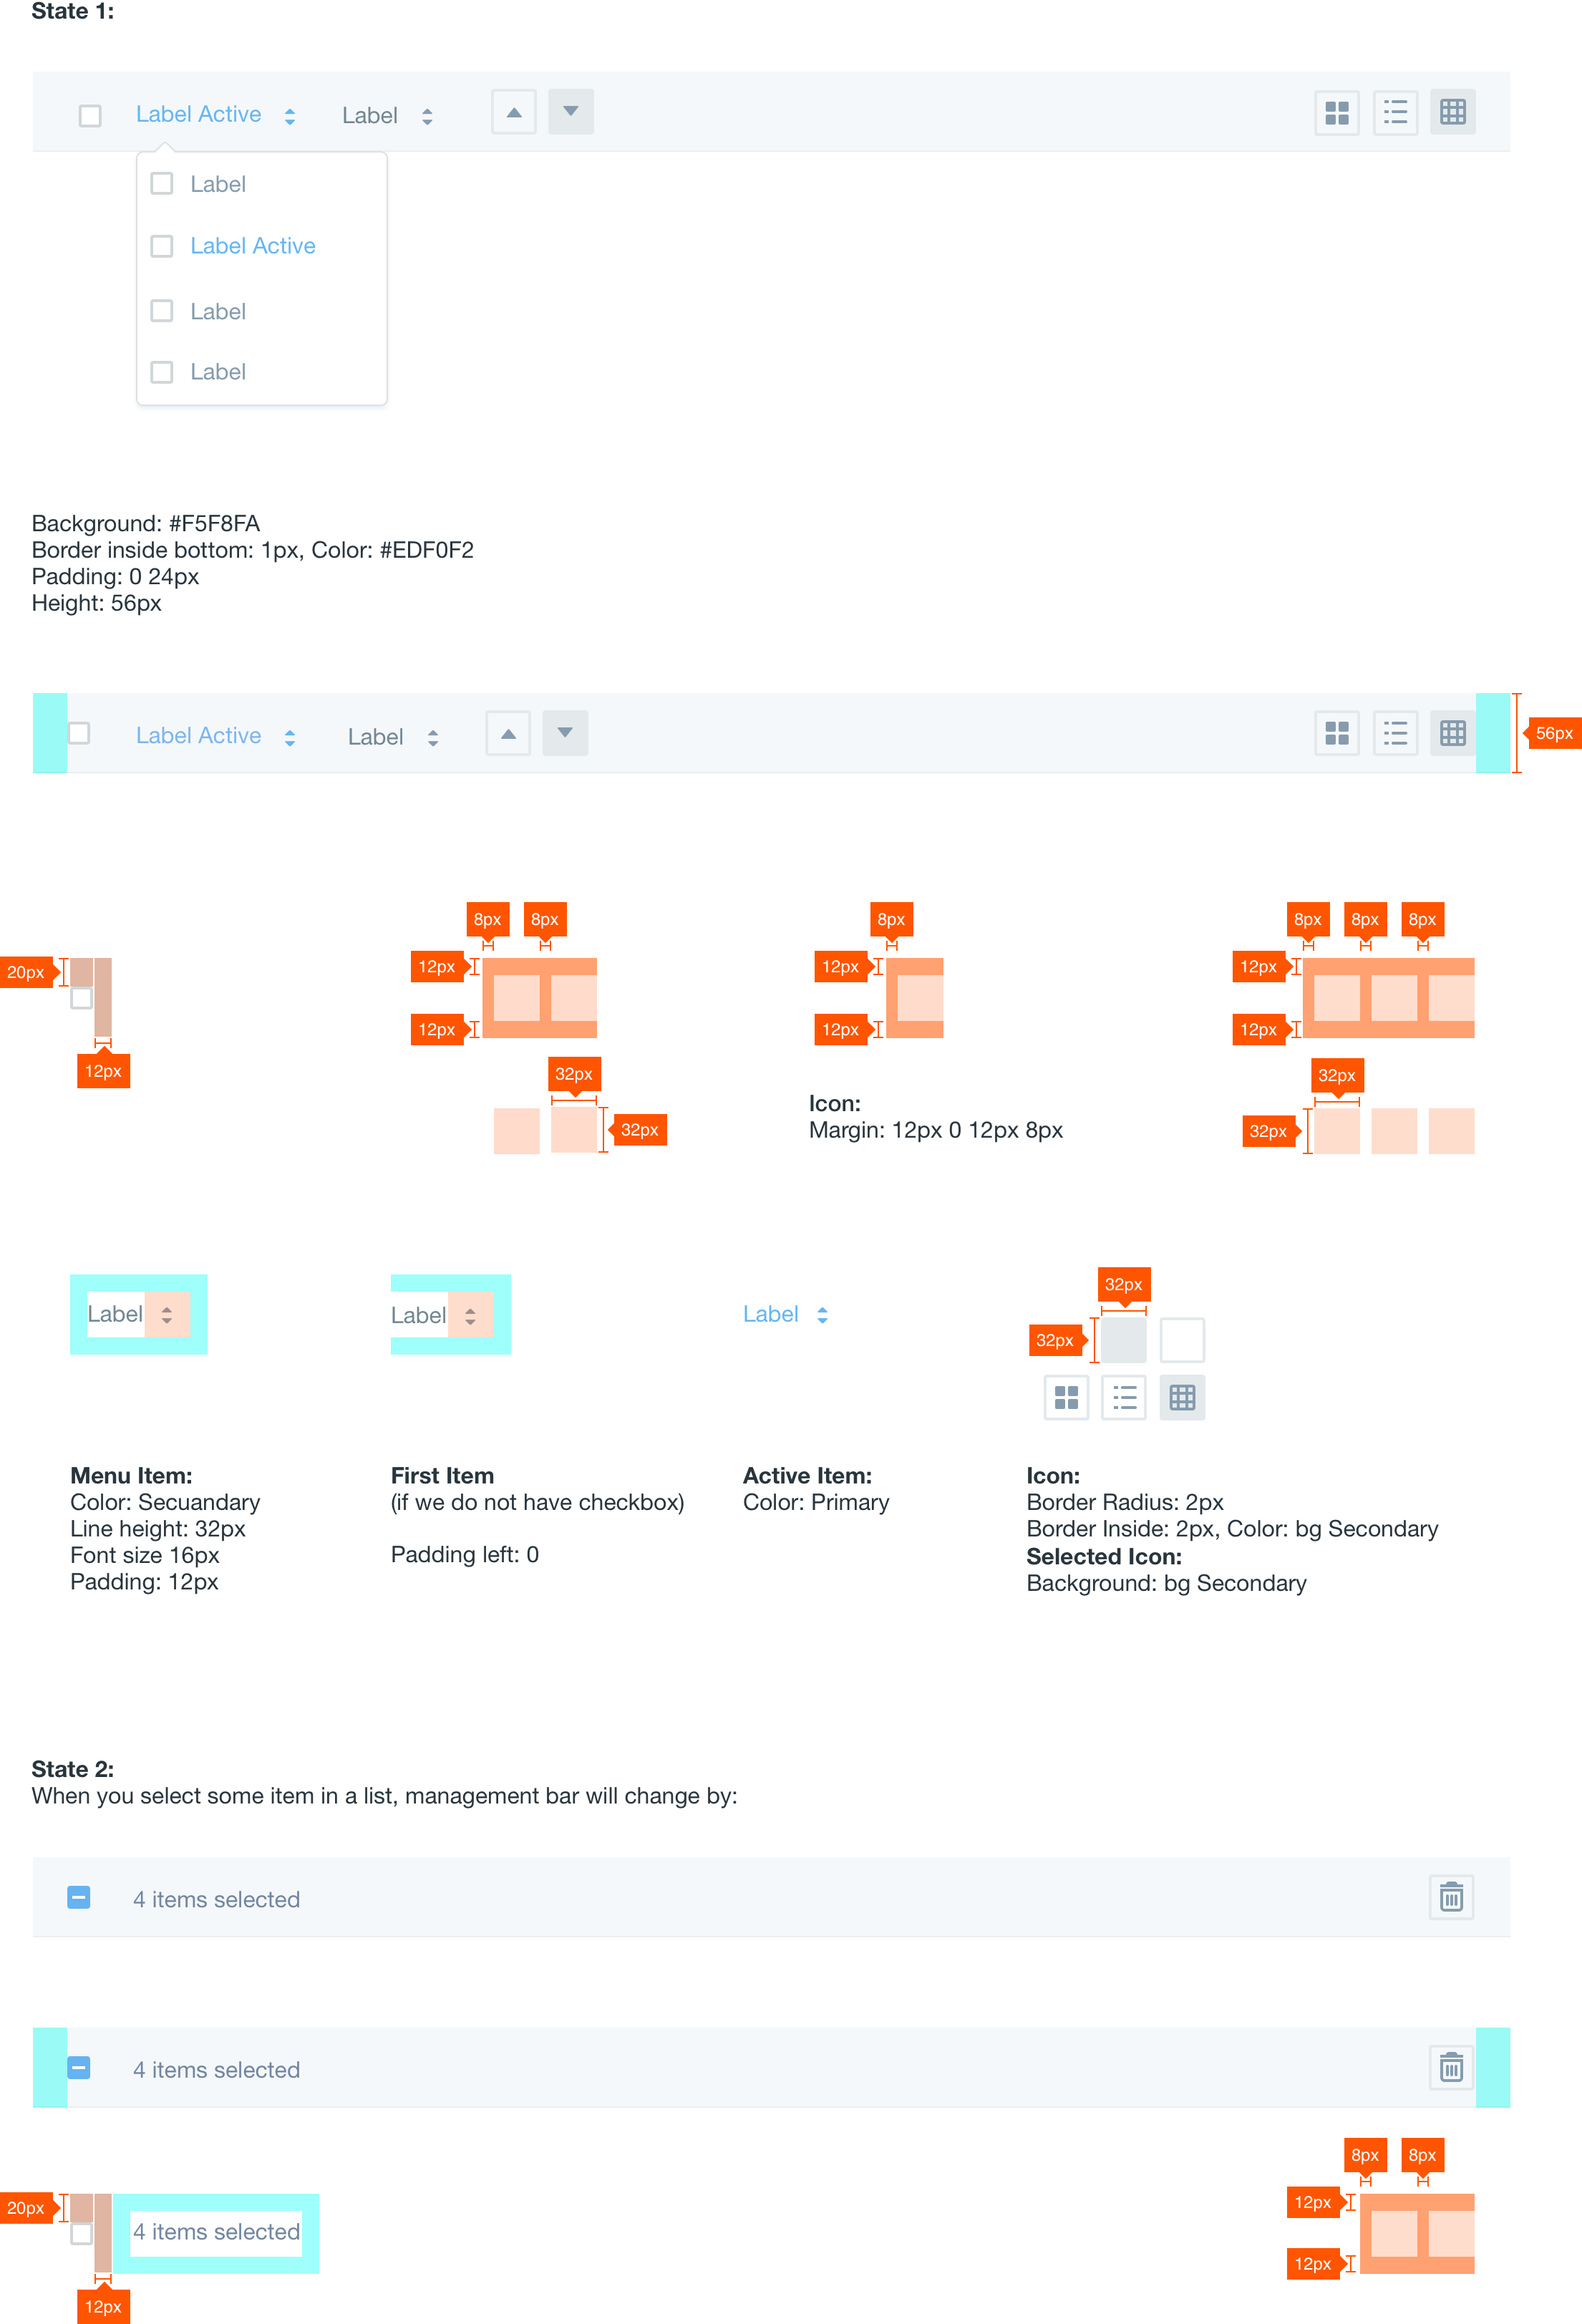 State 1:
Label Active
Label
Label
Label Active
Label
Label
Background: #F5F8FA
Border inside bottom: 1px, Color: #EDF0F2
Padding: 0 24px
Height: 56px
Label Active
Label
56px
8px
8px
8px
8px
8px
8px
20px
12px
12px
12px
12px
12px
12px
12px
32px
32px
Icon:
Margin: 12px 0 12px 8px
32px
32px
Label
Label
Label
32px
32px
Menu Item:
Color: Secuandary
Line height: 32px
Font size 16px
Padding: 12px
First Item
(if we do not have checkbox)
Padding left: 0
Active Item:
Color: Primary
Icon:
Border Radius: 2px
Border Inside: 2px, Color: bg Secondary
Selected Icon:
Background: bg Secondary
State 2:
When you select some item in a list, management bar will change by:
4 items selected
4 items selected
8px
8px
20px
4 items selected
12px
12px
12px